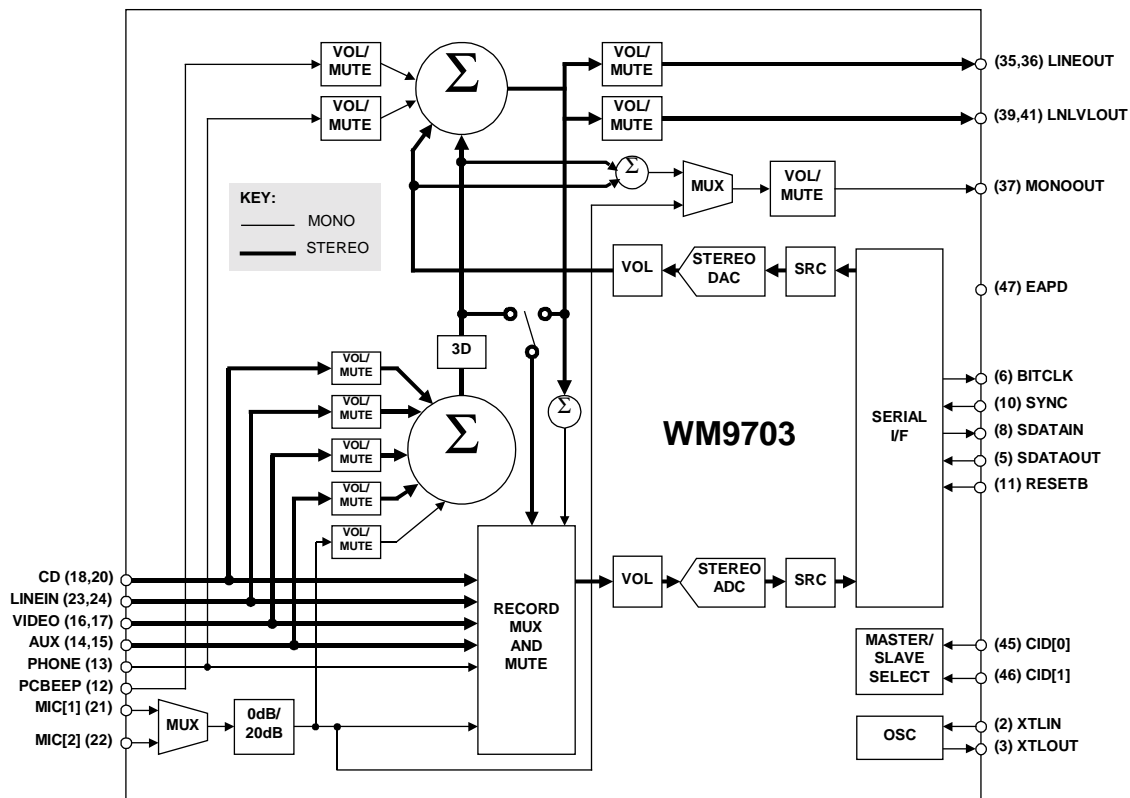 VOL/
MUTE
VOL/
MUTE
Σ
VOL/
MUTE
VOL/
MUTE
(35,36) LINEOUT
(39,41) LNLVLOUT
Σ
MUX
VOL/
MUTE
(37) MONOOUT
KEY:
MONO
STEREO
VOL
STEREO
DAC
SRC
(47) EAPD
3D
VOL/
MUTE
VOL/
MUTE
VOL/
MUTE
VOL/
MUTE
VOL/
MUTE
Σ
Σ
WM9703
SERIAL
I/F
(6) BITCLK
(10) SYNC
(8) SDATAIN
(5) SDATAOUT
(11) RESETB
CD (18,20)
LINEIN (23,24)
VIDEO (16,17)
AUX (14,15)
PHONE (13)
PCBEEP (12)
MIC[1] (21)
MIC[2] (22)
MUX
0dB/
20dB
RECORD
MUX
AND
MUTE
VOL
STEREO
ADC
SRC
MASTER/
SLAVE
SELECT
(45) CID[0]
(46) CID[1]
OSC
(2) XTLIN
(3) XTLOUT